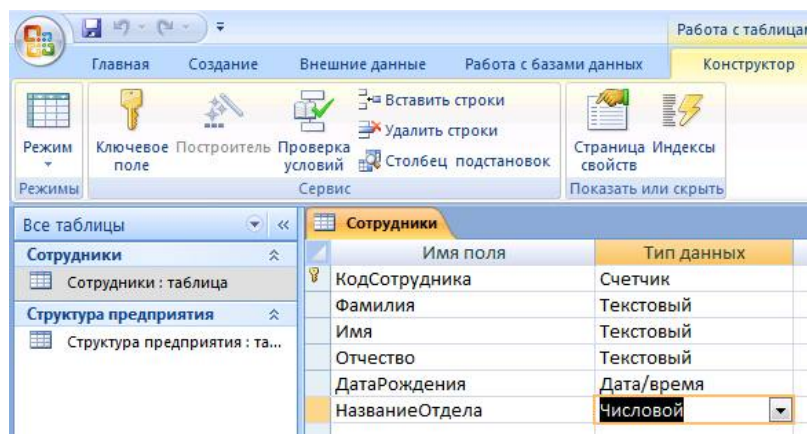 Работа с таблицам
Главная Создание Внешние данные Работа с базами данных Конструктор
Вставить строки
Удалить строки
Столбец подстановок
Режим
Ключевое поле
Построитель
Проверка условий
Страница свойств
Индексы
Режимы Сервис Показать или скрыть
Все таблицы
Сотрудники
Сотрудники : таблица
Структура предприятия
Структура предприятия : та...
Сотрудники
Имя поля Тип данных
КодСотрудника Счетчик
Фамилия Текстовый
Имя Текстовый
Отчество Текстовый
ДатаРождения Дата/время
НазваниеОтдела Числовой